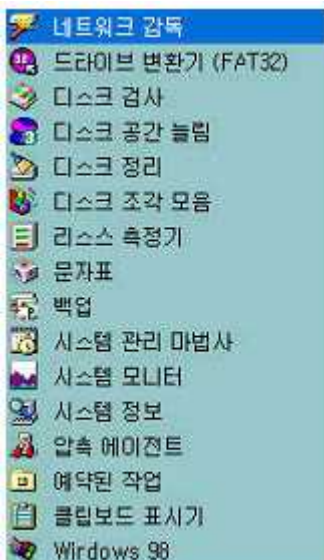 네트워크 감독
드라이브 변환기 (FAT32)
디스크 검사
디스크 공간 늘림
디스크 정리
디스크 조각 모음
리소스 측정기
문자표
백업
시스템 관리 마법사
시스템 모니터
시스템 정보
압축 에이전트
예약된 작업
클립보드 표시기
Windows 98